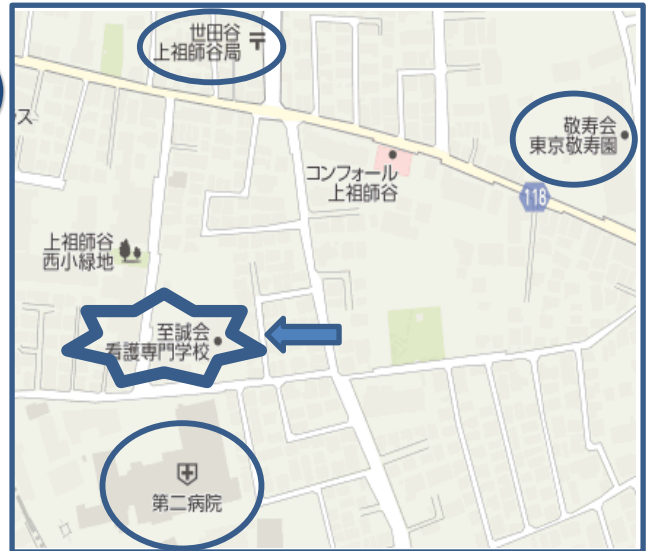 世田谷
上祖師谷局
ス
敬寿会
東京敬寿園
コンフォール
上祖師谷
118
上祖師谷
西小緑地
至誠会
看護専門学校
第二病院